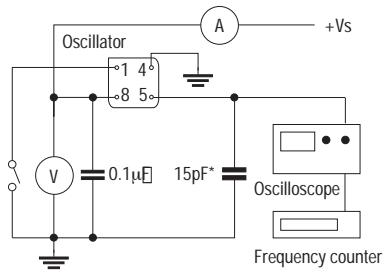 A
+Vs
Oscillator
1 4
8 5
V
0.1μF
15pF*
Oscilloscope
Frequency counter